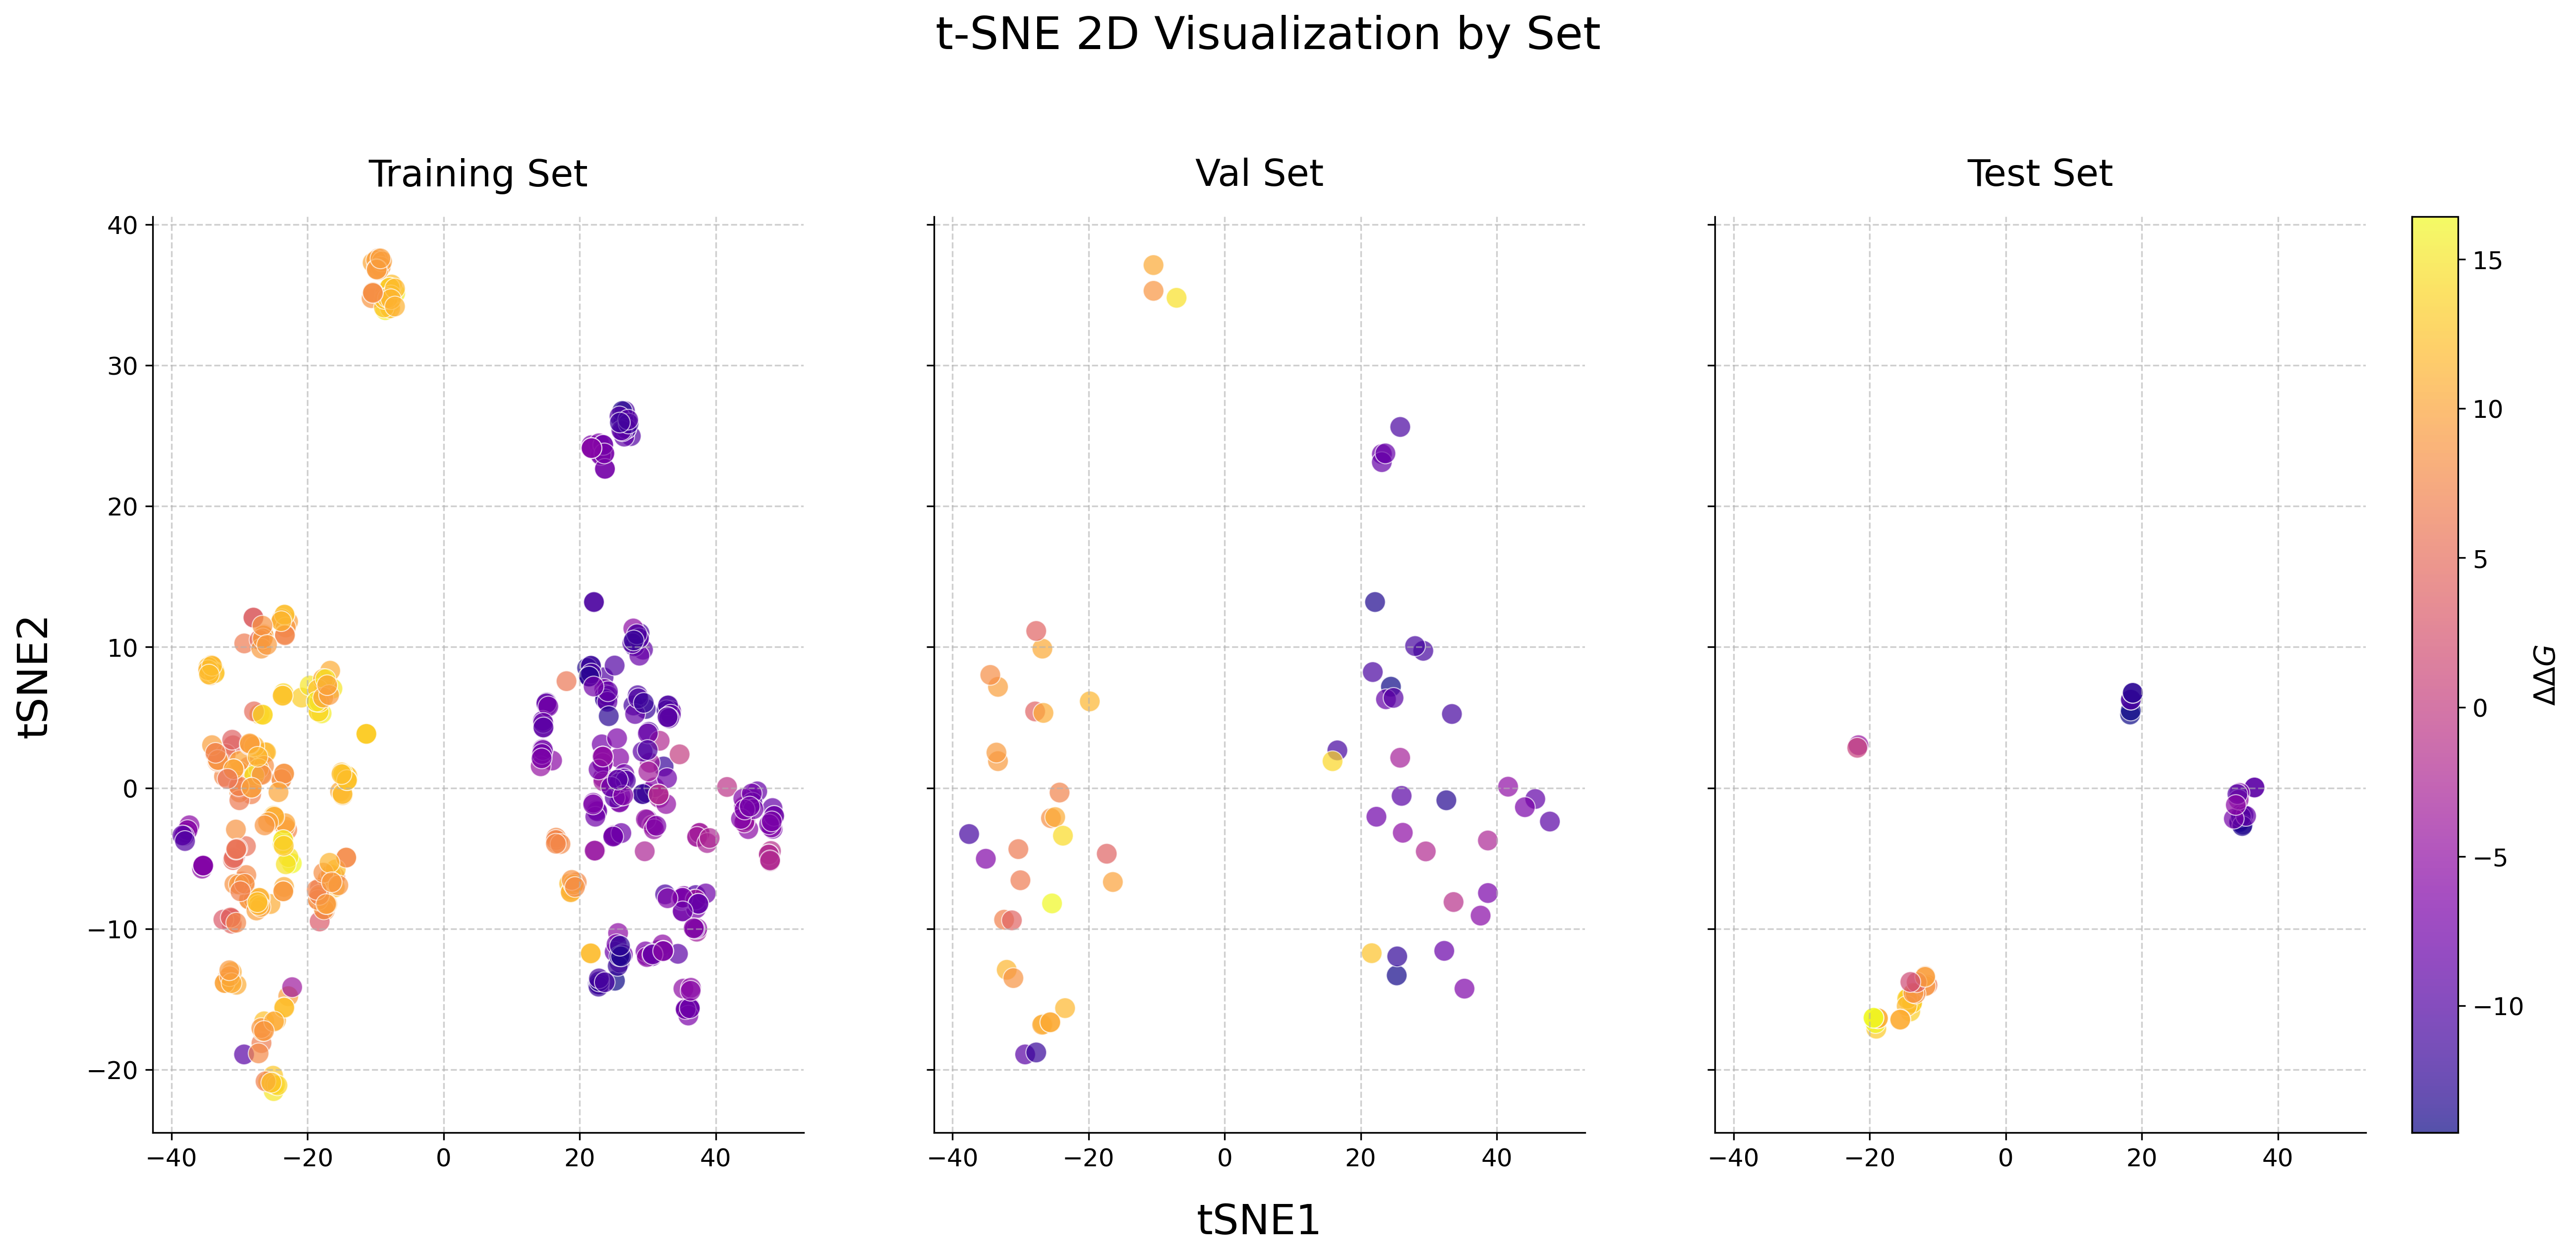 t-SNE 2D Visualization by Set
Training Set
Val Set
Test Set
40
30
20
10
0
−10
−20
tSNE2
−40 −20 0 20 40
−40 −20 0 20 40
−40 −20 0 20 40
tSNE1
15
10
5
0
−5
−10
ΔΔG